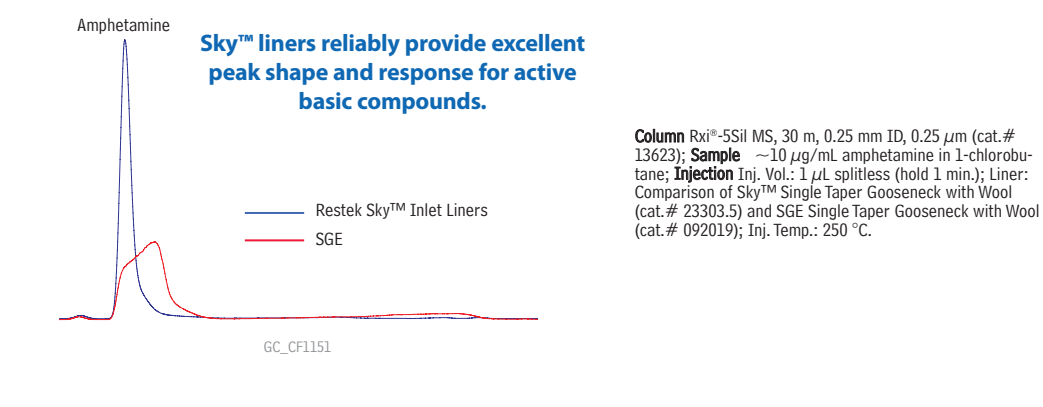 Amphetamine
Sky™ liners reliably provide excellent
peak shape and response for active
basic compounds.
Restek Sky™ Inlet Liners
SGE
GC_CF1151
Column Rxi®-5Sil MS, 30 m, 0.25 mm ID, 0.25 µm (cat.#
13623); Sample ~10 µg/mL amphetamine in 1-chlorobu-
tane; Injection Inj. Vol.: 1 µL splitless (hold 1 min.); Liner:
Comparison of Sky™ Single Taper Gooseneck with Wool
(cat.# 23303.5) and SGE Single Taper Gooseneck with Wool
(cat.# 092019); Inj. Temp.: 250 °C.